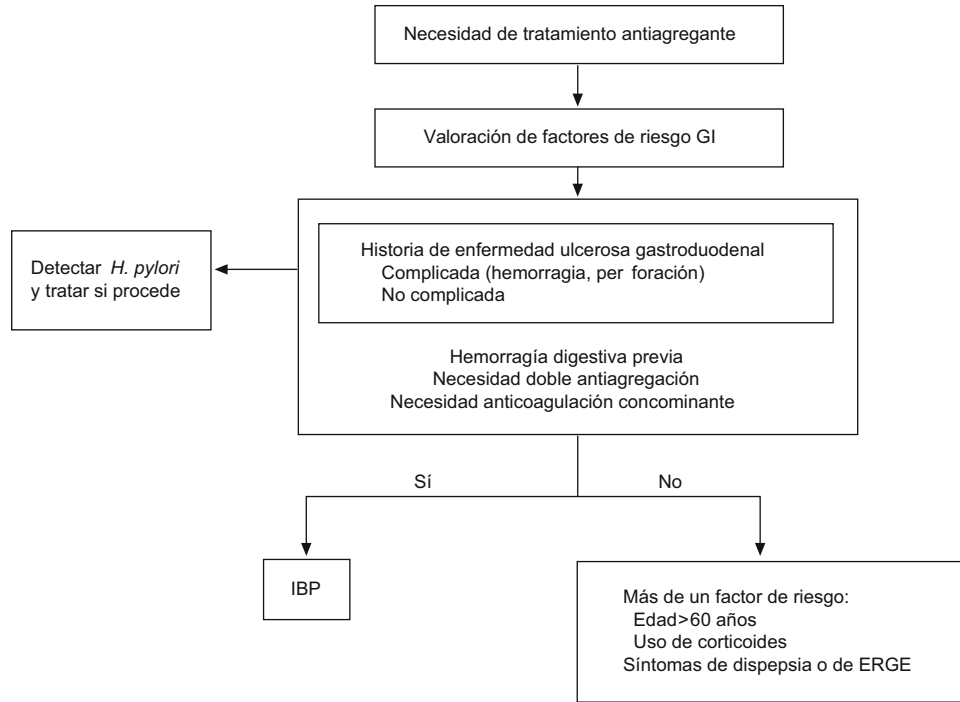 Necesidad de tratamiento antiagregante
Valoración de factores de riesgo GI
Detectar H. pylori
y tratar si procede
Historia de enfermedad ulcerosa gastroduodenal
Complicada (hemorragia, per foración)
No complicada
Hemorragía digestiva previa
Necesidad doble antiagregación
Necesidad anticoagulación concominante
Sí
No
IBP
Más de un factor de riesgo:
Edad>60 años
Uso de corticoides
Síntomas de dispepsia o de ERGE